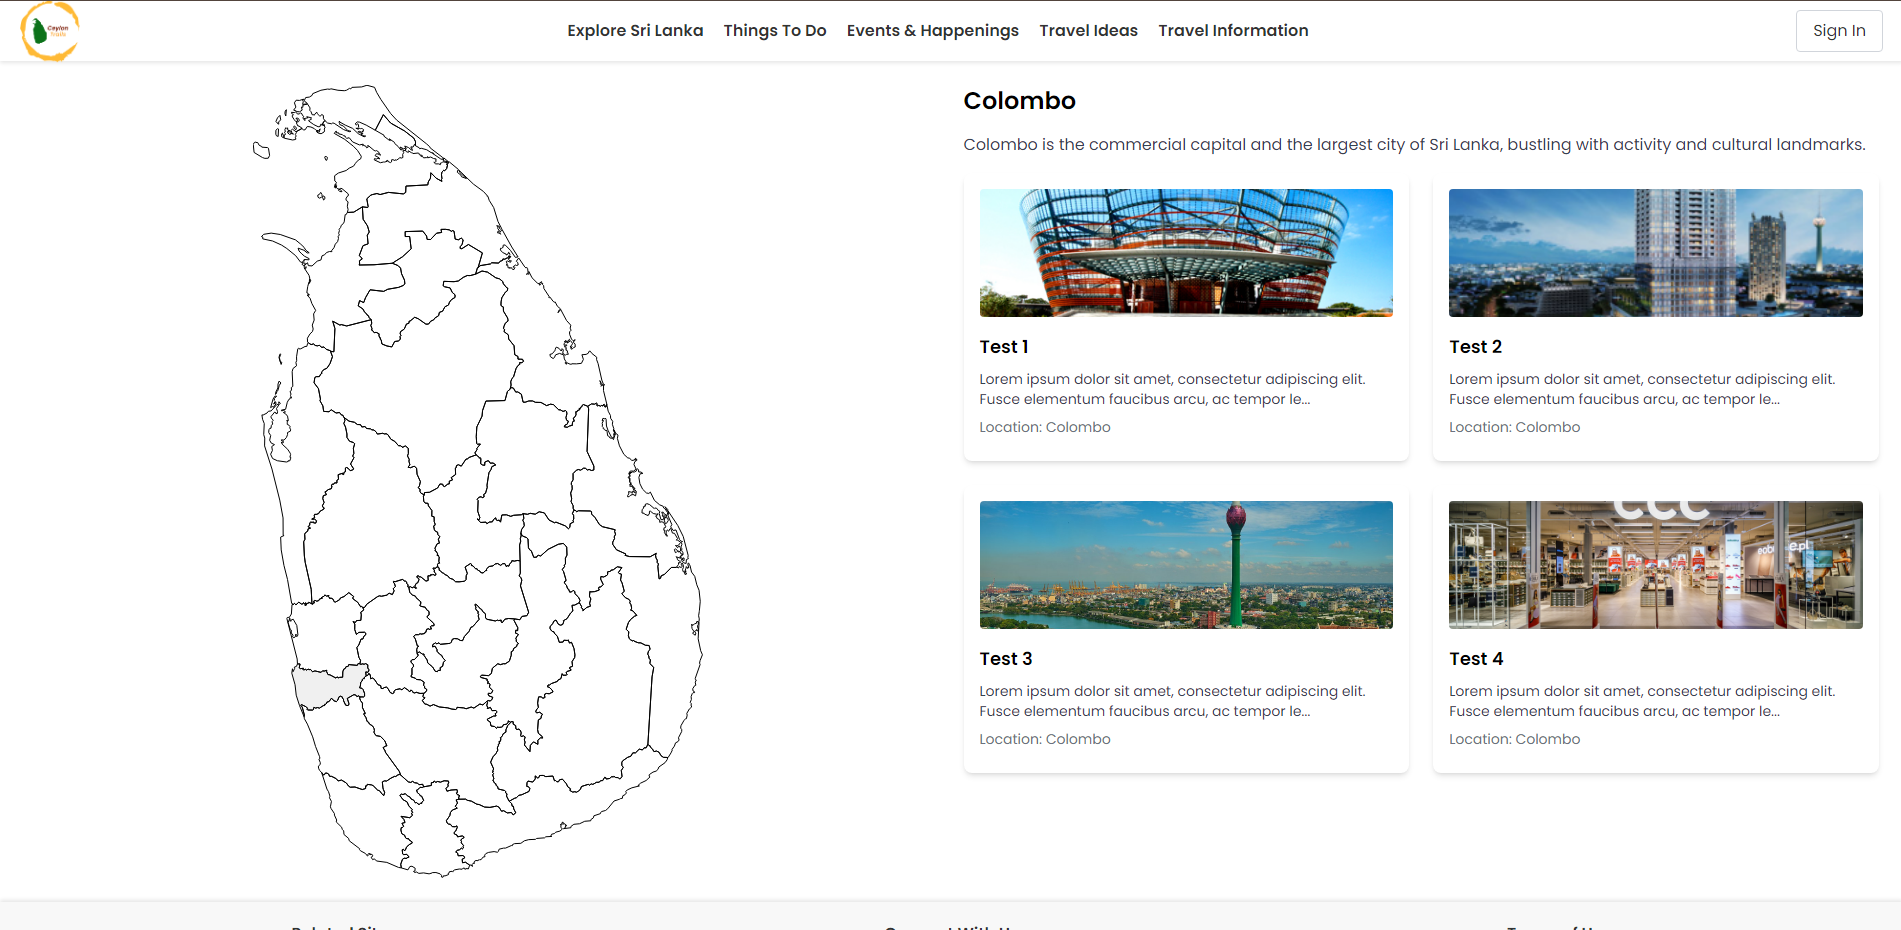 Ceylon
Trails
Explore Sri Lanka Things To Do Events & Happenings Travel Ideas Travel Information
Sign In
Colombo
Colombo is the commercial capital and the largest city of Sri Lanka, bustling with activity and cultural landmarks.
Test 1
Lorem ipsum dolor sit amet, consectetur adipiscing elit.
Fusce elementum faucibus arcu, ac tempor le...
Location: Colombo
Test 2
Lorem ipsum dolor sit amet, consectetur adipiscing elit.
Fusce elementum faucibus arcu, ac tempor le...
Location: Colombo
Test 3
Lorem ipsum dolor sit amet, consectetur adipiscing elit.
Fusce elementum faucibus arcu, ac tempor le...
Location: Colombo
ccc
Test 4
Lorem ipsum dolor sit amet, consectetur adipiscing elit.
Fusce elementum faucibus arcu, ac tempor le...
Location: Colombo